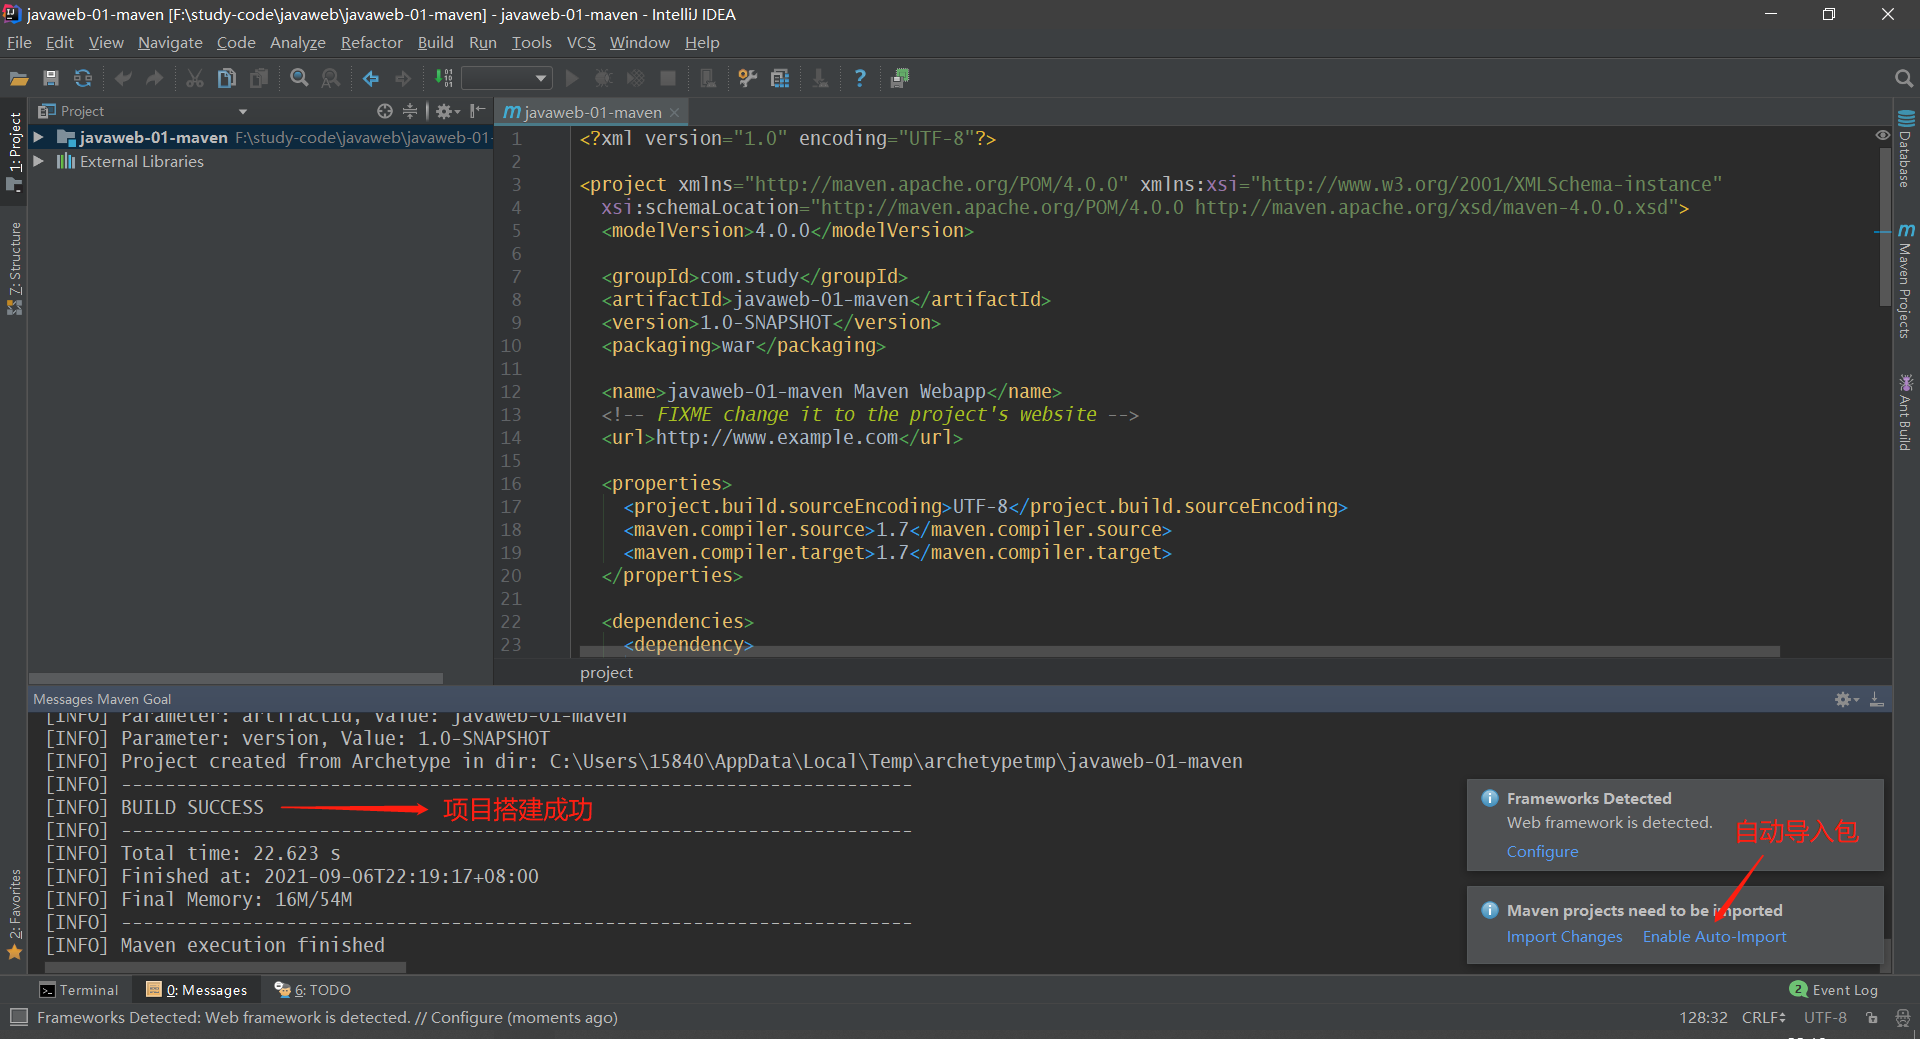 javaweb-01-maven [F:\study-code\javaweb\javaweb-01-maven] - javaweb-01-maven - IntelliJ IDEA
File Edit View Navigate Code Analyze Refactor Build Run Tools VCS Window Help
Project
javaweb-01-maven
1: Project
Z: Structure
2: Favorites
javaweb-01-maven F:\study-code\javaweb\javaweb-01-
External Libraries
1 <?xml version="1.0" encoding="UTF-8"?>
2
3 <project xmlns="http://maven.apache.org/POM/4.0.0" xmlns:xsi="http://www.w3.org/2001/XMLSchema-instance"
4 xsi:schemaLocation="http://maven.apache.org/POM/4.0.0 http://maven.apache.org/xsd/maven-4.0.0.xsd">
5 <modelVersion>4.0.0</modelVersion>
6
7 <groupId>com.study</groupId>
8 <artifactId>javaweb-01-maven</artifactId>
9 <version>1.0-SNAPSHOT</version>
10 <packaging>war</packaging>
11
12 <name>javaweb-01-maven Maven Webapp</name>
13 <!-- FIXME change it to the project's website -->
14 <url>http://www.example.com</url>
15
16 <properties>
17 <project.build.sourceEncoding>UTF-8</project.build.sourceEncoding>
18 <maven.compiler.source>1.7</maven.compiler.source>
19 <maven.compiler.target>1.7</maven.compiler.target>
20 </properties>
21
22 <dependencies>
23 <dependency>
project
Database
Maven Projects
Ant Build
Messages Maven Goal
[INFO] Parameter: artifactId, Value: javaweb-01-maven
[INFO] Parameter: version, Value: 1.0-SNAPSHOT
[INFO] Project created from Archetype in dir: C:\Users\15840\AppData\Local\Temp\archetypetmp\javaweb-01-maven
[INFO] ------------------------------------------------------------------------
[INFO] BUILD SUCCESS 项目搭建成功
[INFO] ------------------------------------------------------------------------
[INFO] Total time: 22.623 s
[INFO] Finished at: 2021-09-06T22:19:17+08:00
[INFO] Final Memory: 16M/54M
[INFO] ------------------------------------------------------------------------
[INFO] Maven execution finished
Frameworks Detected
Web framework is detected.
Configure
自动导入包
Maven projects need to be imported
Import Changes Enable Auto-Import
Terminal 0: Messages 6: TODO 2 Event Log
Frameworks Detected: Web framework is detected. // Configure (moments ago) 128:32 CRLF UTF-8